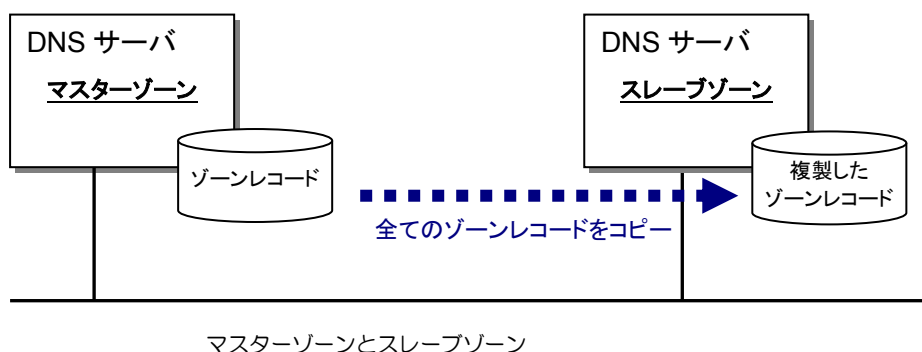 DNS サーバ
マスターゾーン
ゾーンレコード
DNS サーバ
スレーブゾーン
複製した
ゾーンレコード
全てのゾーンレコードをコピー
マスターゾーンとスレーブゾーン